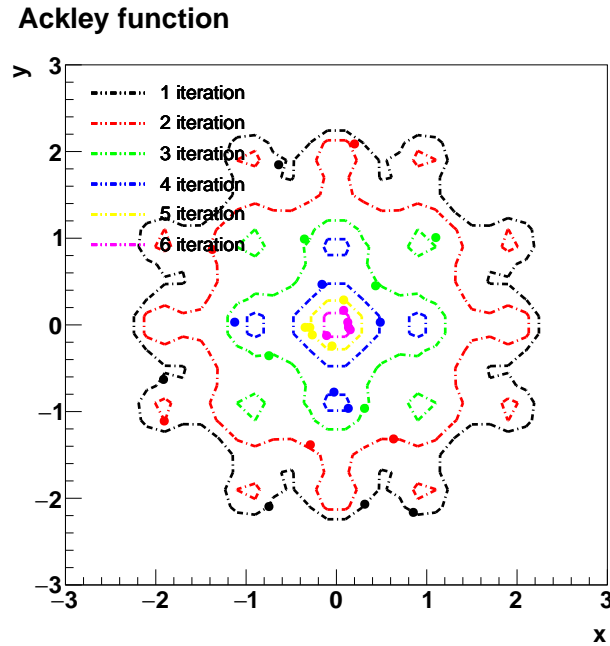 Ackley function
y
3
2
1
0
−1
−2
−3
1 iteration
2 iteration
3 iteration
4 iteration
5 iteration
6 iteration
−3 −2 −1 0 1 2 3
x